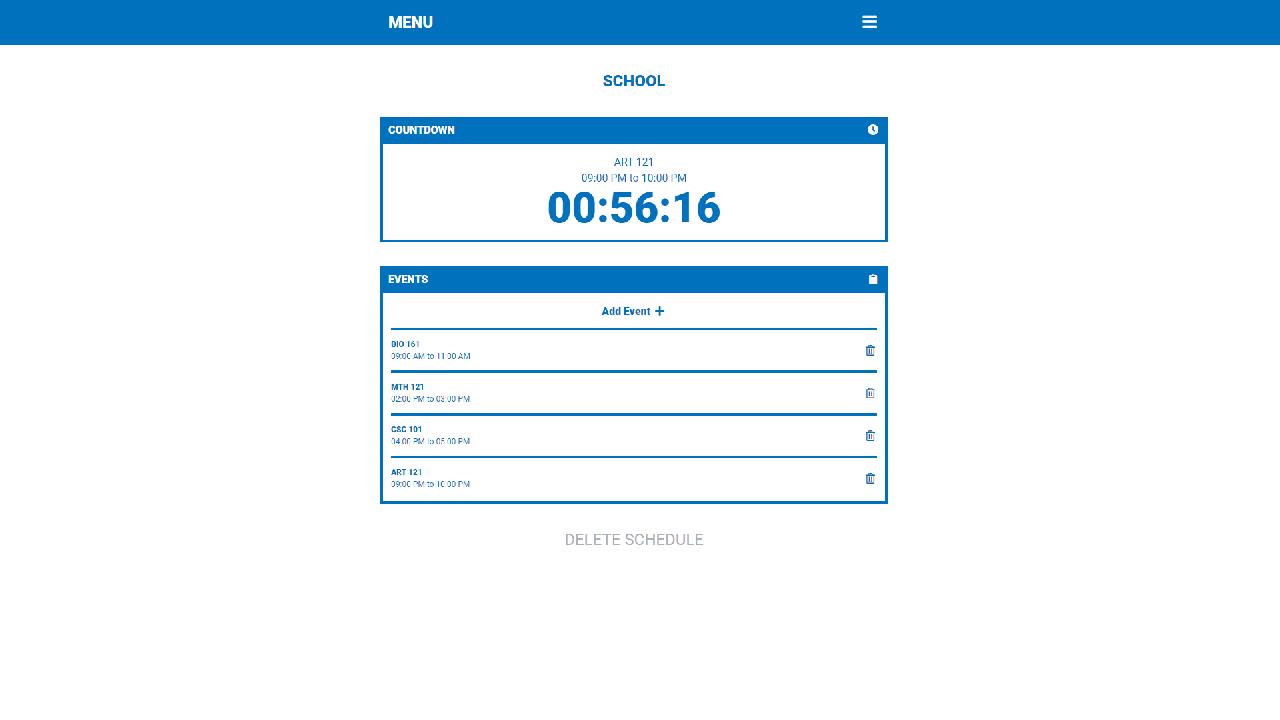 MENU
SCHOOL
COUNTDOWN
ART 121
09:00 PM to 10:00 PM
00:56:16
EVENTS
Add Event
BIO 161
09:00 AM to 11:00 AM
MTH 121
02:00 PM to 03:00 PM
CSC 101
04:00 PM to 05:00 PM
ART 121
09:00 PM to 10:00 PM
DELETE SCHEDULE